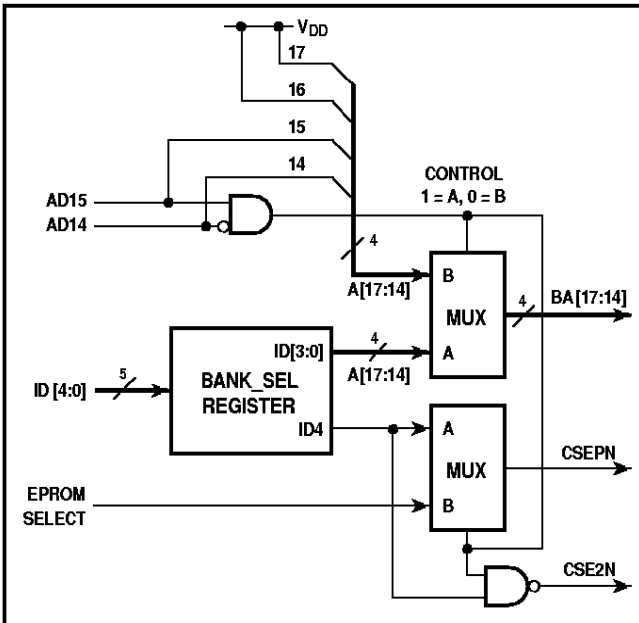 VDD
17
16
15
14
AD15
AD14
CONTROL
1 = A, 0 = B
4
A[17:14]
B
MUX
A
4
BA[17:14]
ID [4:0]
5
BANK_SEL
REGISTER
ID[3:0]
ID4
4
A[17:14]
A
MUX
B
CSEPN
EPROM
SELECT
CSE2N